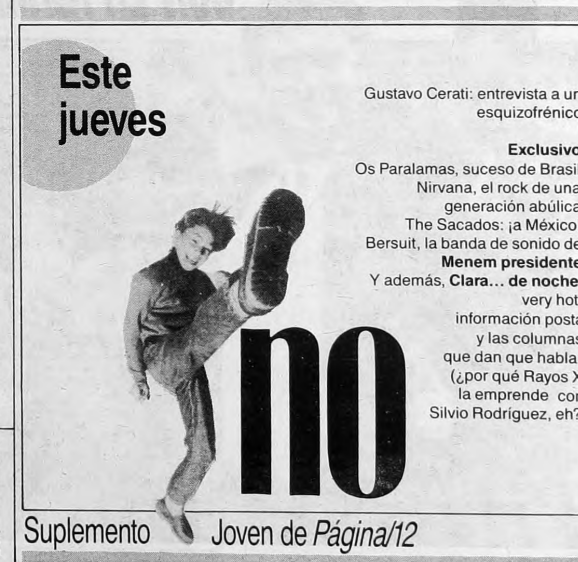 Este
jueves
Gustavo Cerati: entrevista a un
esquizofrénico
Exclusivo
Os Paralamas, suceso de Brasil
Nirvana, el rock de una
generación abúlica
The Sacados: ¡a México!
Bersuit, la banda de sonido de
Menem presidente
Y además, Clara... de noche,
very hot,
información posta
y las columnas
que dan que hablar
(¿por qué Rayos X
la emprende con
Silvio Rodríguez, eh?
no
Suplemento Joven de Página/12